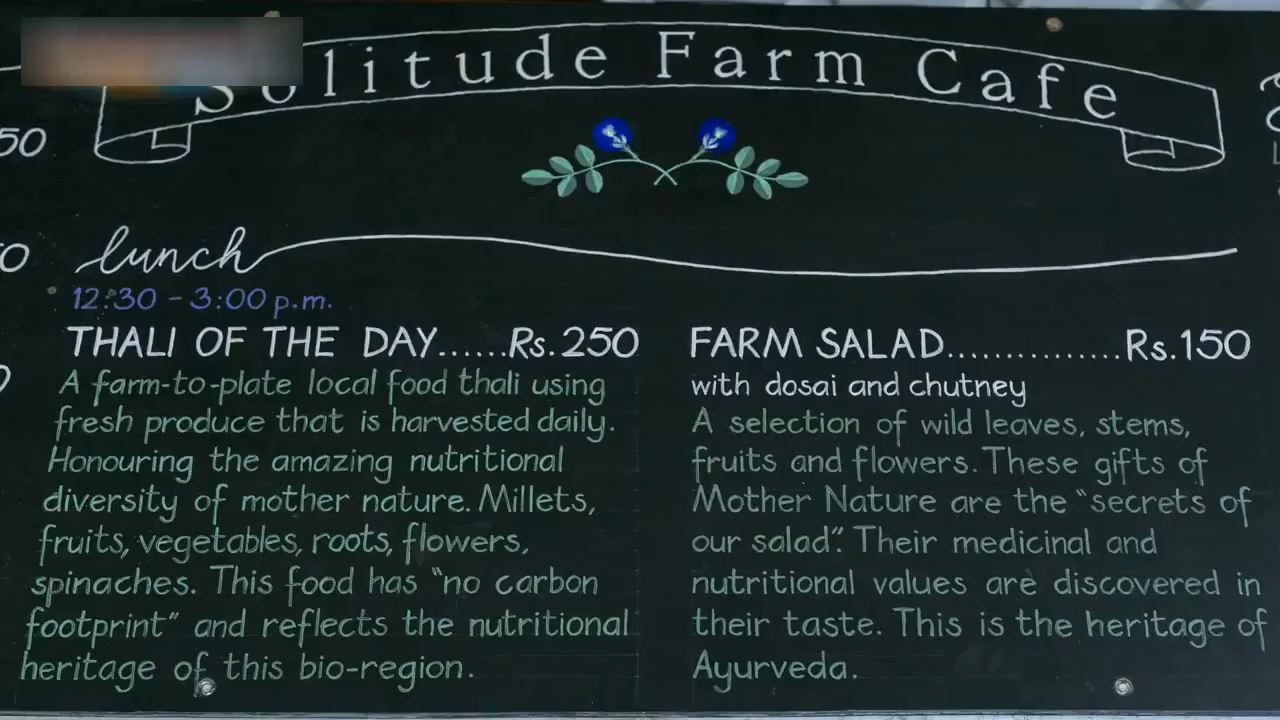 Solitude Farm Cafe
50
lunch
12:30 - 3:00 p.m.
THALI OF THE DAY......Rs.250
A farm-to-plate local food thali using
fresh produce that is harvested daily.
Honouring the amazing nutritional
diversity of mother nature. Millets,
fruits, vegetables, roots, flowers,
spinaches. This food has "no carbon
footprint" and reflects the nutritional
heritage of this bio-region.
FARM SALAD................Rs.150
with dosai and chutney
A selection of wild leaves, stems,
fruits and flowers. These gifts of
Mother Nature are the "secrets of
our salad". Their medicinal and
nutritional values are discovered in
their taste. This is the heritage of
Ayurveda.